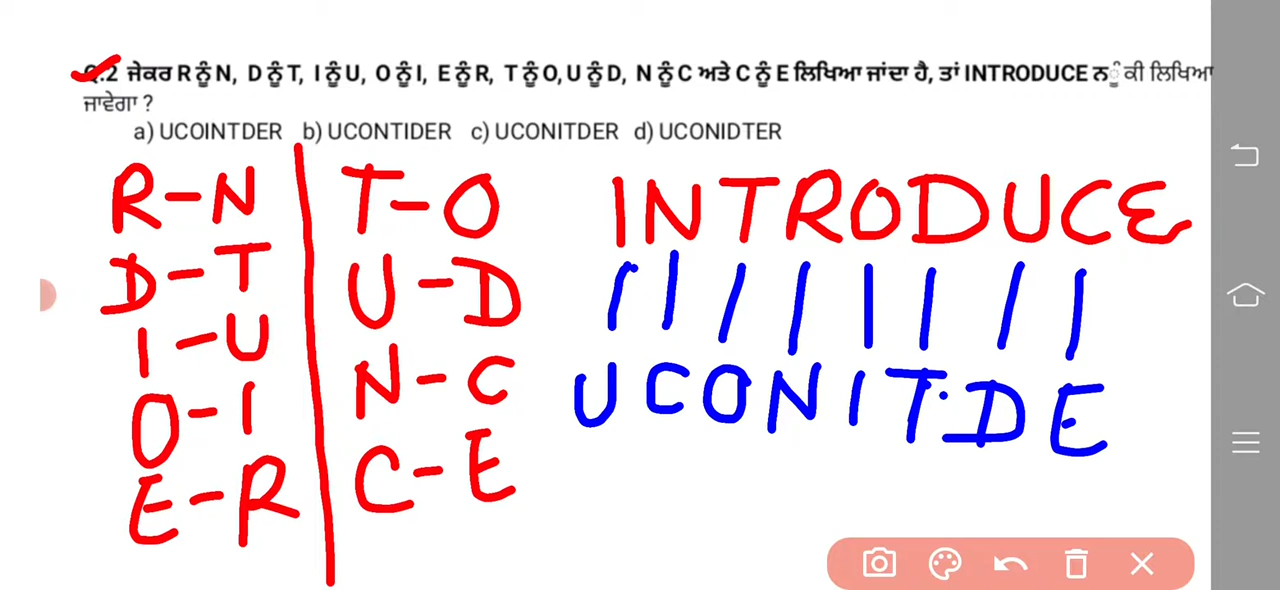 Q.2 ਜੇਕਰ R ਨੂੰ N, D ਨੂੰ T, I ਨੂੰ U, O ਨੂੰ I, E ਨੂੰ R, T ਨੂੰ O, U ਨੂੰ D, N ਨੂੰ C ਅਤੇ C ਨੂੰ E ਲਿਖਿਆ ਜਾਂਦਾ ਹੈ, ਤਾਂ INTRODUCE ਨੂੰ ਕੀ ਲਿਖਿਆ
ਜਾਵੇਗਾ ?
a) UCOINTDER b) UCONTIDER c) UCONITDER d) UCONIDTER
R-N T-O INTRODUCE
D-T U-D
I-U N-C UCONITDE
O-I C-E
E-R